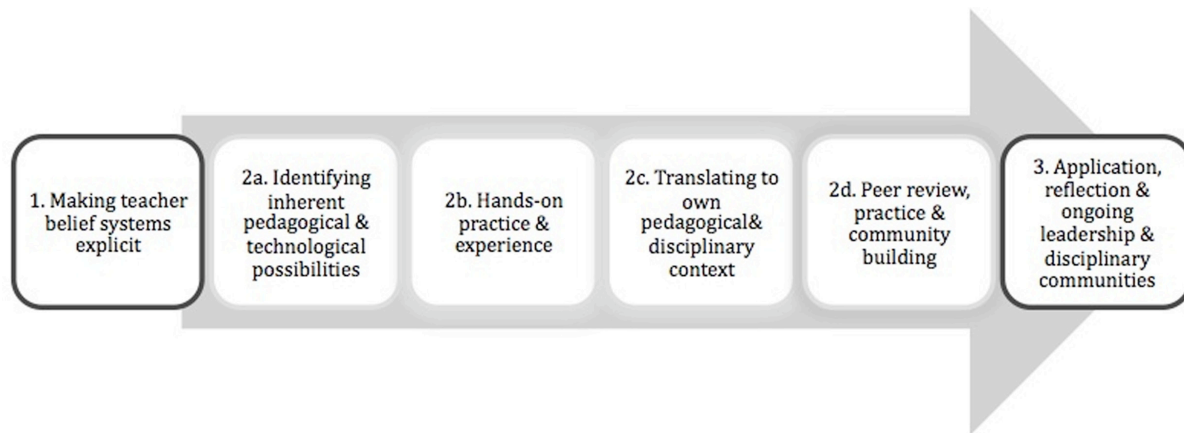 1. Making teacher
belief systems
explicit
2a. Identifying
inherent
pedagogical &
technological
possibilities
2b. Hands-on
practice &
experience
2c. Translating to
own
pedagogical&
disciplinary
context
2d. Peer review,
practice &
community
building
3. Application,
reflection &
ongoing
leadership &
disciplinary
communities